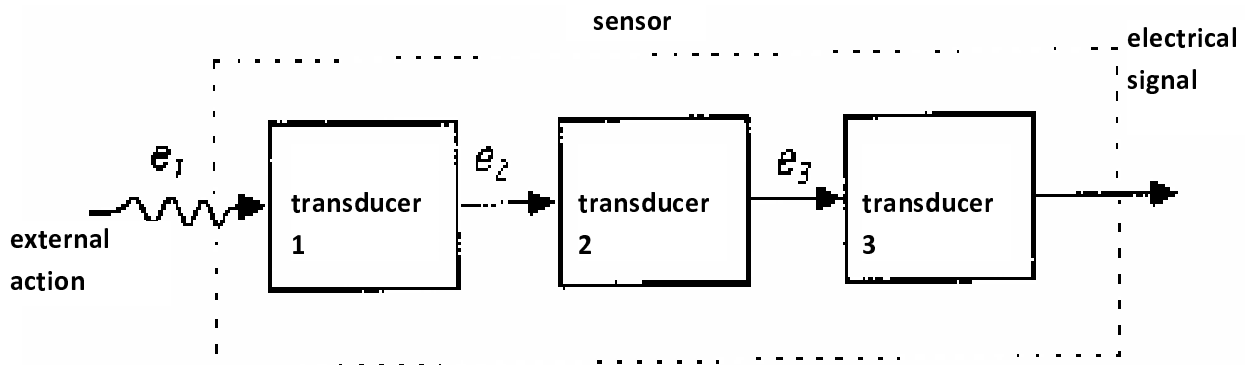 sensor
electrical
signal
e1
e2
e3
transducer
1
transducer
2
transducer
3
external
action